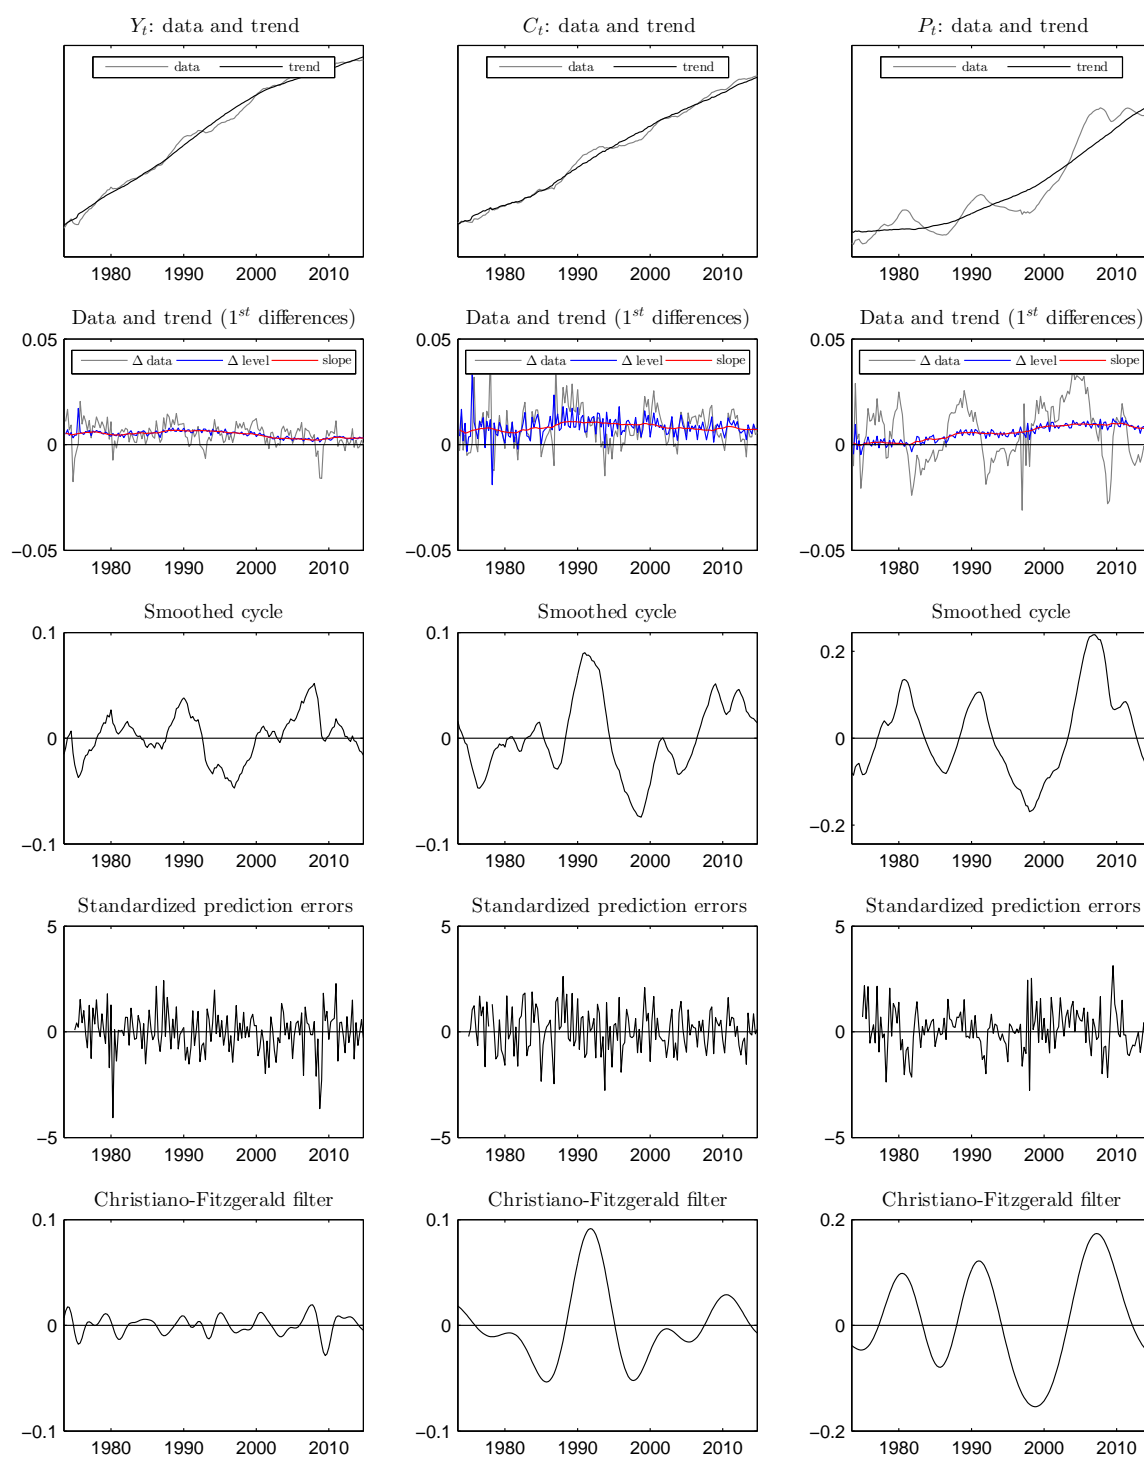 Y_t: data and trend C_t: data and trend P_t: data and trend
data trend data trend data trend
1980 1990 2000 2010 1980 1990 2000 2010 1980 1990 2000 2010
Data and trend (1^st differences) Data and trend (1^st differences) Data and trend (1^st differences)
0.05 0.05 0.05
Δ data Δ level slope Δ data Δ level slope Δ data Δ level slope
0 0 0
−0.05 −0.05 −0.05
1980 1990 2000 2010 1980 1990 2000 2010 1980 1990 2000 2010
Smoothed cycle Smoothed cycle Smoothed cycle
0.1 0.1
0.2
0 0 0
−0.2
−0.1 −0.1
1980 1990 2000 2010 1980 1990 2000 2010 1980 1990 2000 2010
Standardized prediction errors Standardized prediction errors Standardized prediction errors
5 5 5
0 0 0
−5 −5 −5
1980 1990 2000 2010 1980 1990 2000 2010 1980 1990 2000 2010
Christiano-Fitzgerald filter Christiano-Fitzgerald filter Christiano-Fitzgerald filter
0.1 0.1 0.2
0 0 0
−0.1 −0.1 −0.2
1980 1990 2000 2010 1980 1990 2000 2010 1980 1990 2000 2010